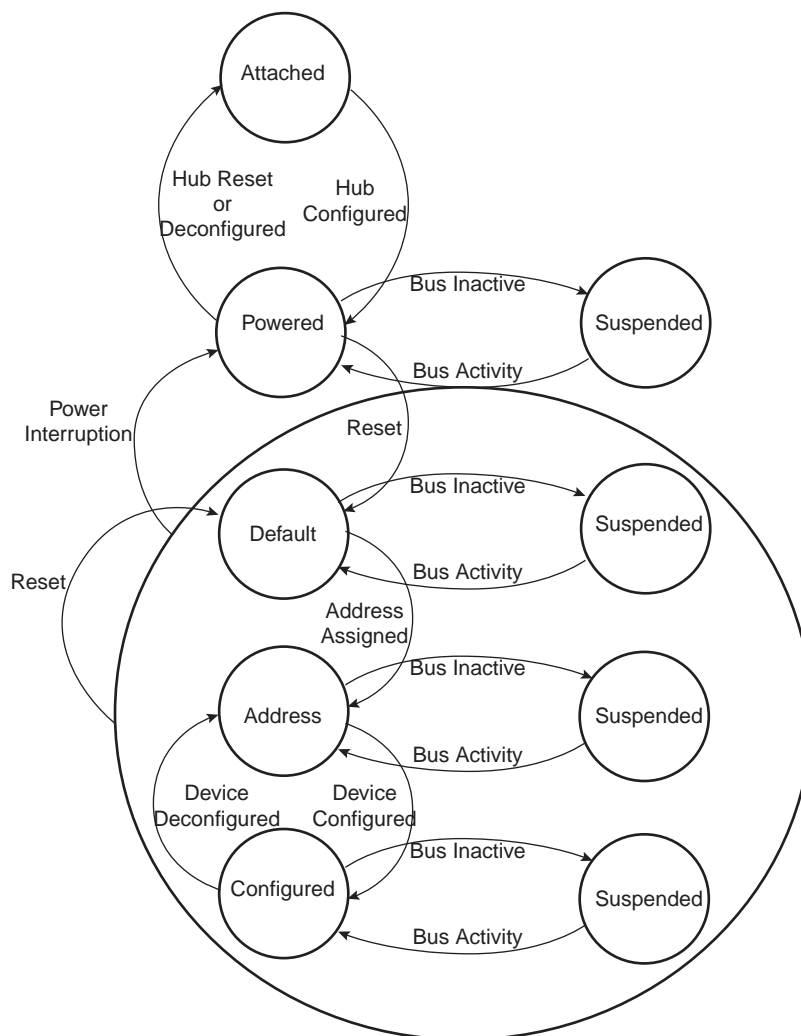 Attached
Hub Reset
or
Deconfigured
Hub
Configured
Bus Inactive
Powered
Suspended
Bus Activity
Power
Interruption
Reset
Bus Inactive
Default
Suspended
Bus Activity
Reset
Address
Assigned
Bus Inactive
Address
Suspended
Bus Activity
Device
Deconfigured
Device
Configured
Bus Inactive
Configured
Suspended
Bus Activity